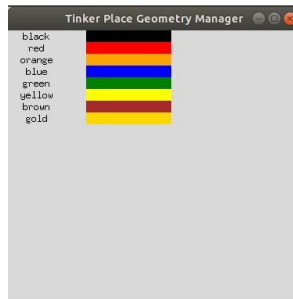 Tinker Place Geometry Manager
black
red
orange
blue
green
yellow
brown
gold